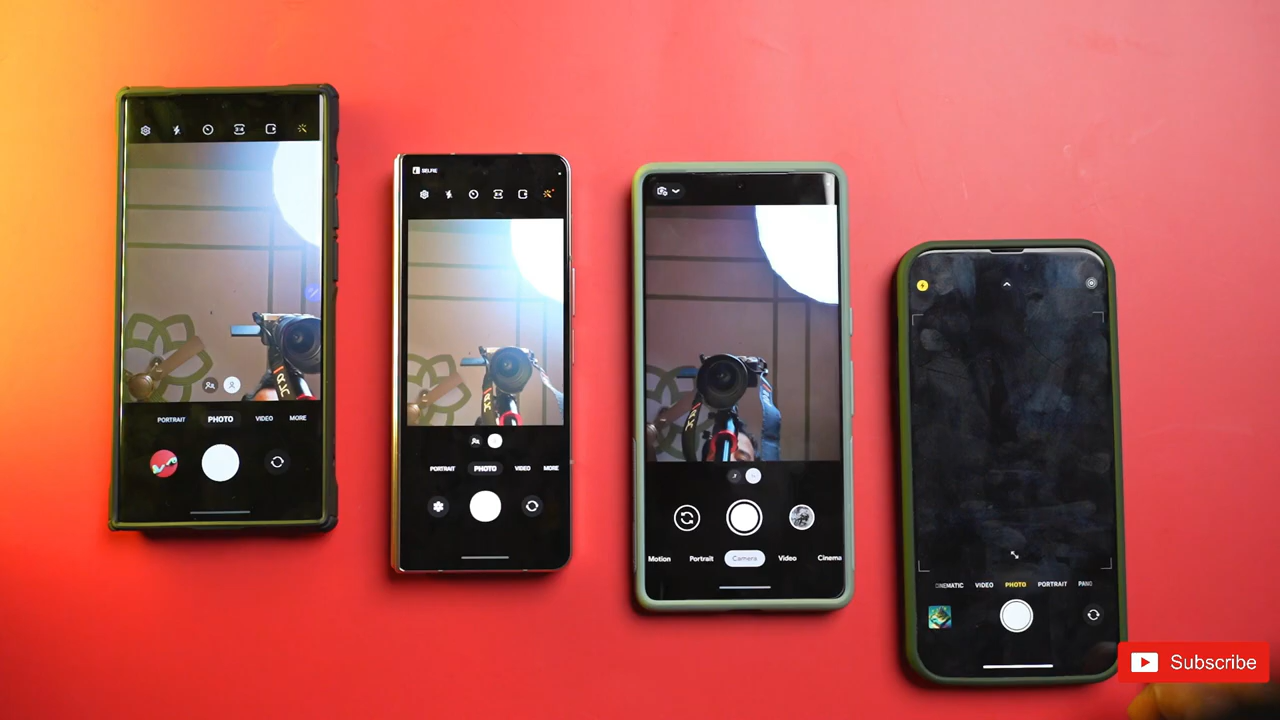 PORTRAIT PHOTO VIDEO MORE
SELFIE
PORTRAIT PHOTO VIDEO MORE
Motion Portrait Camera Video Cinema
CINEMATIC VIDEO PHOTO PORTRAIT PANO
Subscribe